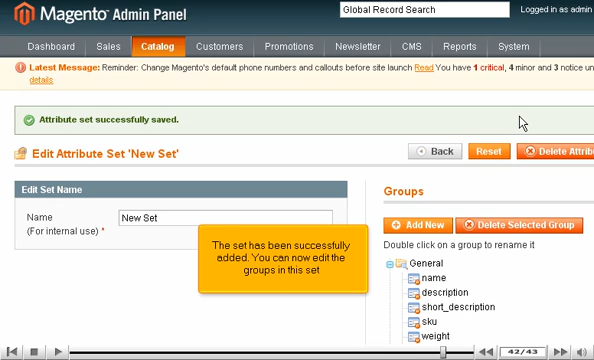 Magento™ Admin Panel
Global Record Search
Logged in as admin
Dashboard Sales Catalog Customers Promotions Newsletter CMS Reports System
Latest Message: Reminder: Change Magento's default phone numbers and callouts before site launch Read You have 1 critical, 4 minor and 3 notice un
details
Attribute set successfully saved.
Edit Attribute Set 'New Set'
Back Reset Delete Attrib
Edit Set Name
Name
(For internal use) *
New Set
Groups
Add New Delete Selected Group
Double click on a group to rename it
General
name
description
short_description
sku
weight
The set has been successfully
added. You can now edit the
groups in this set
42/43